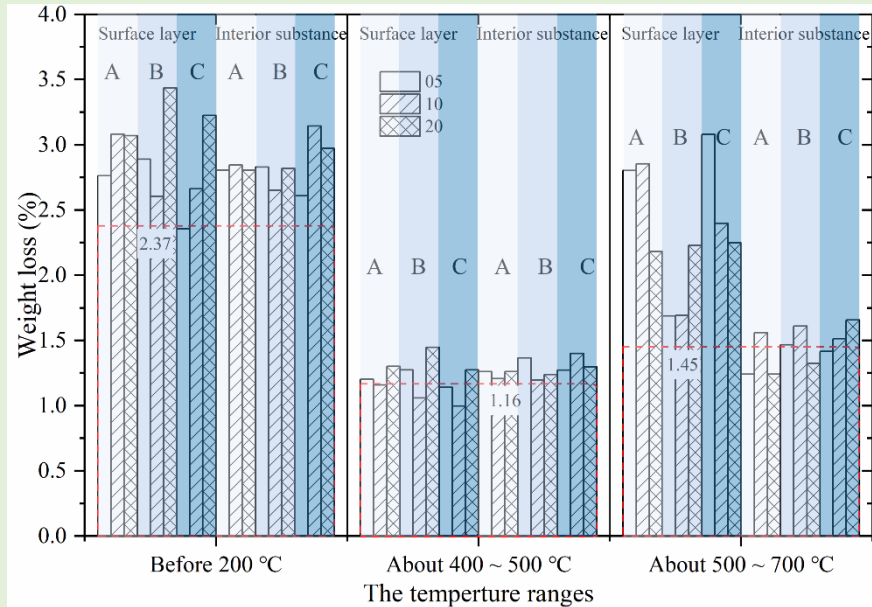 4.0
3.5
3.0
2.5
2.0
1.5
1.0
0.5
0.0
Weight loss (%)
Surface layer Interior substance
A B C A B C
2.37
Before 200 ℃
Surface layer Interior substance
05
10
20
A B C A B C
1.16
About 400 ~ 500 ℃
Surface layer Interior substance
A B C A B C
1.45
About 500 ~ 700 ℃
The temperture ranges